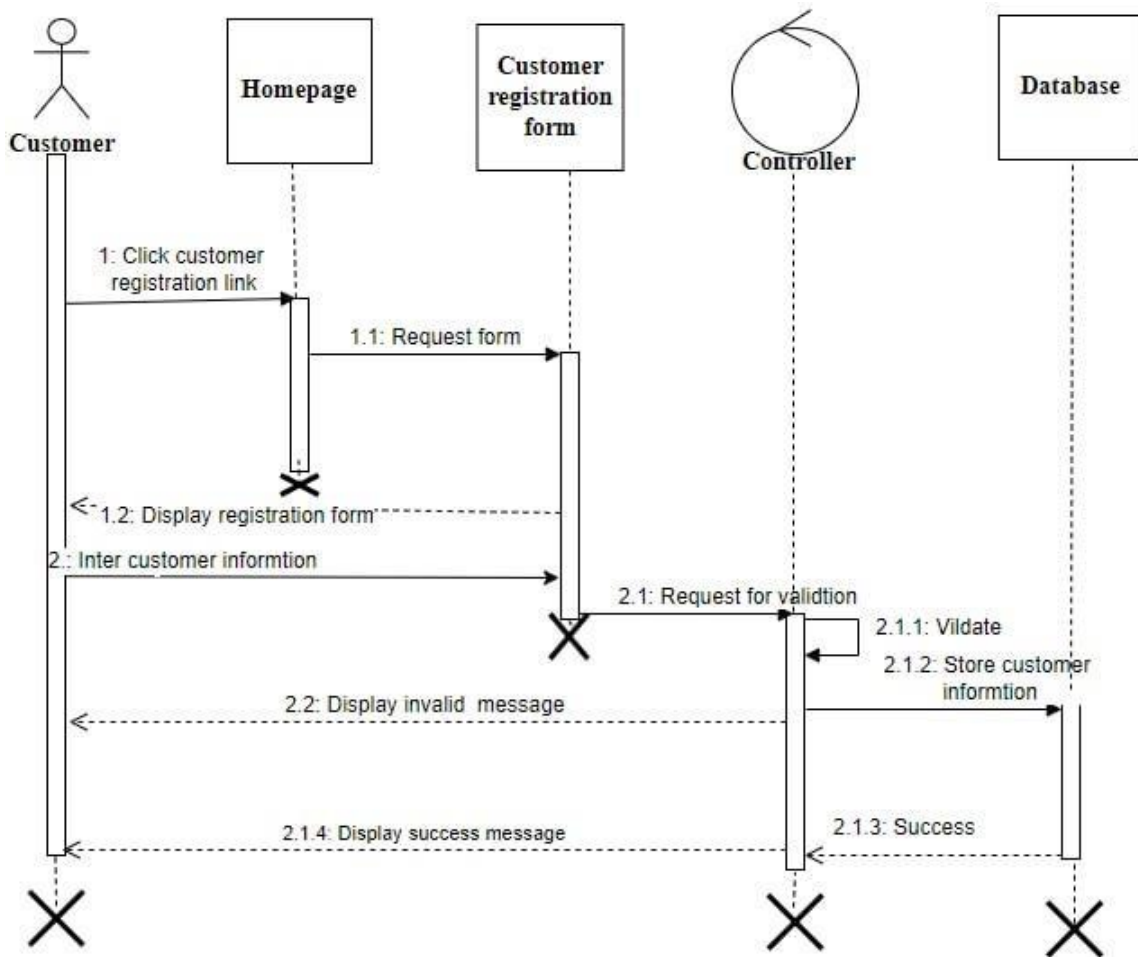 Customer
Homepage
Customer
registration
form
Controller
Database
1: Click customer
registration link
1.1: Request form
1.2: Display registration form
2.: Inter customer informtion
2.1: Request for validtion
2.1.1: Vildate
2.1.2: Store customer
informtion
2.2: Display invalid message
2.1.3: Success
2.1.4: Display success message